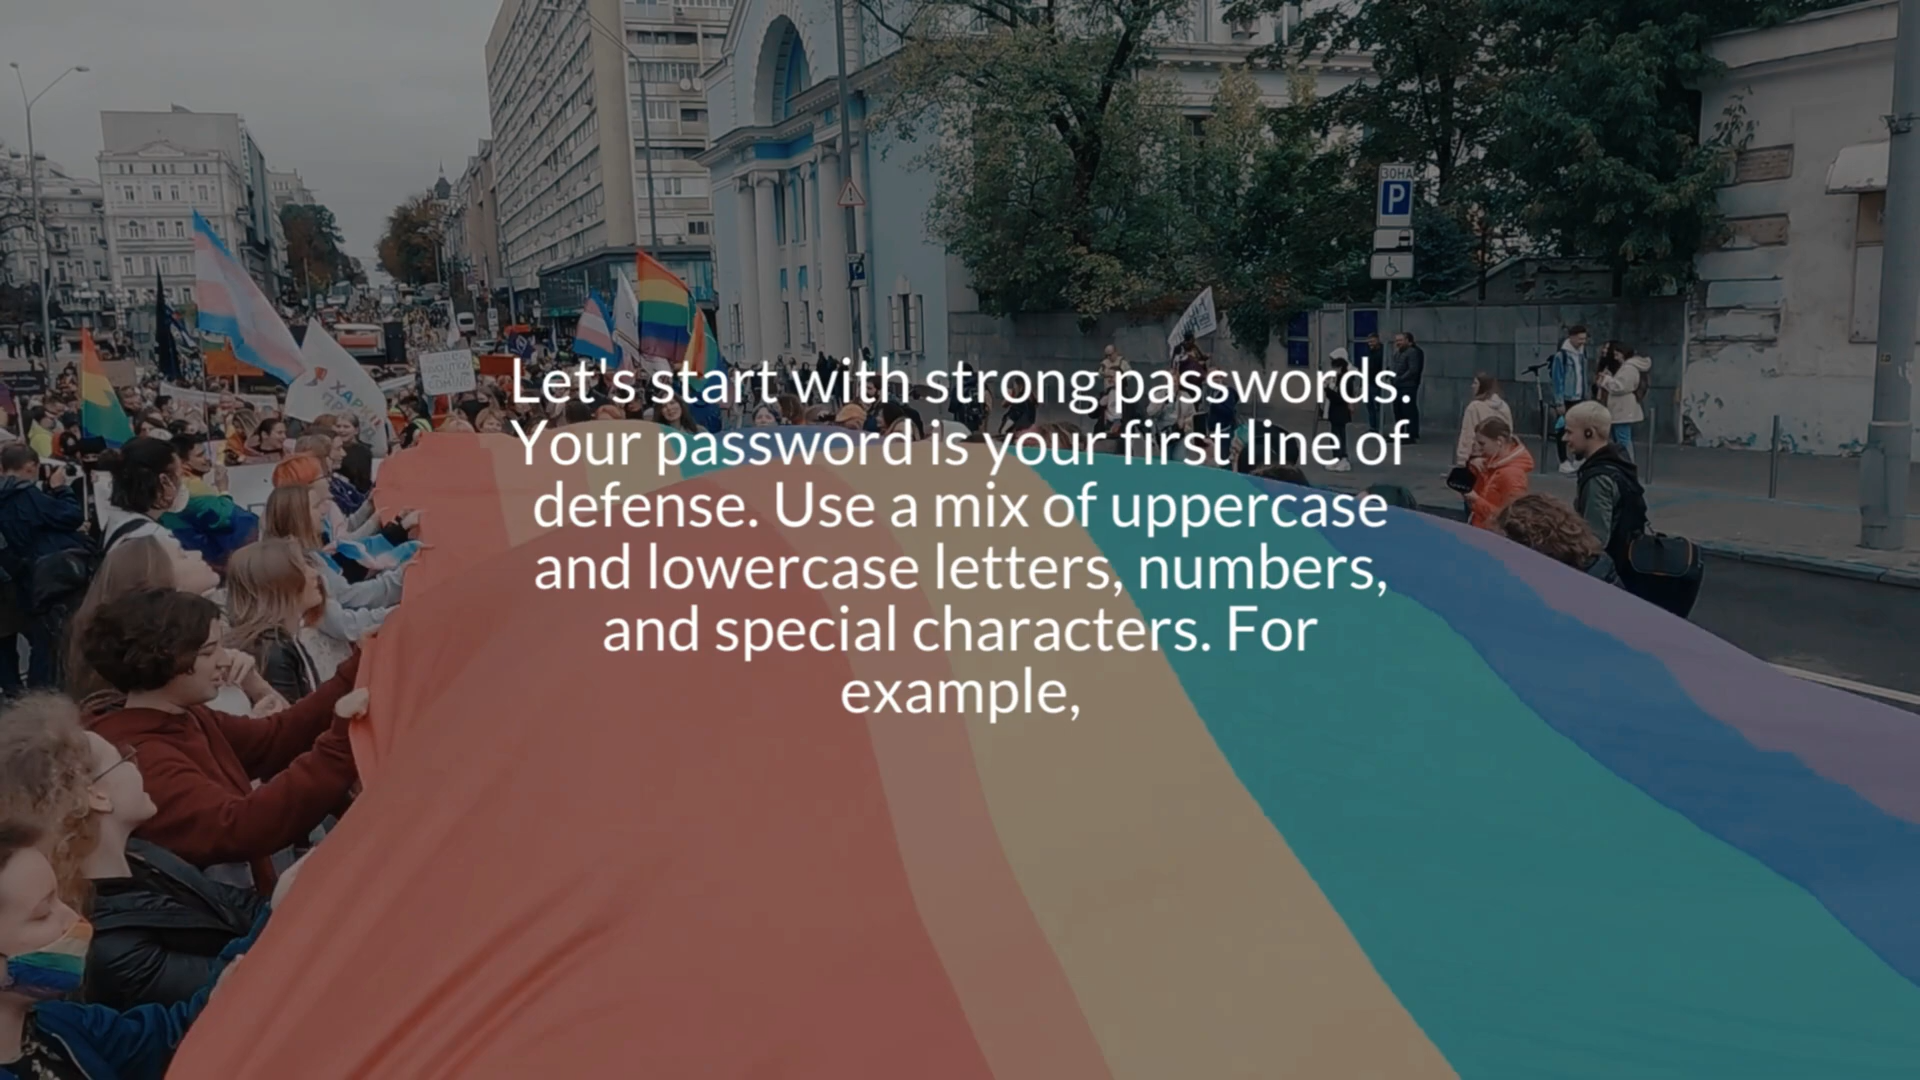 Let's start with strong passwords.
Your password is your first line of
defense. Use a mix of uppercase
and lowercase letters, numbers,
and special characters. For
example,
ЗОНА
P